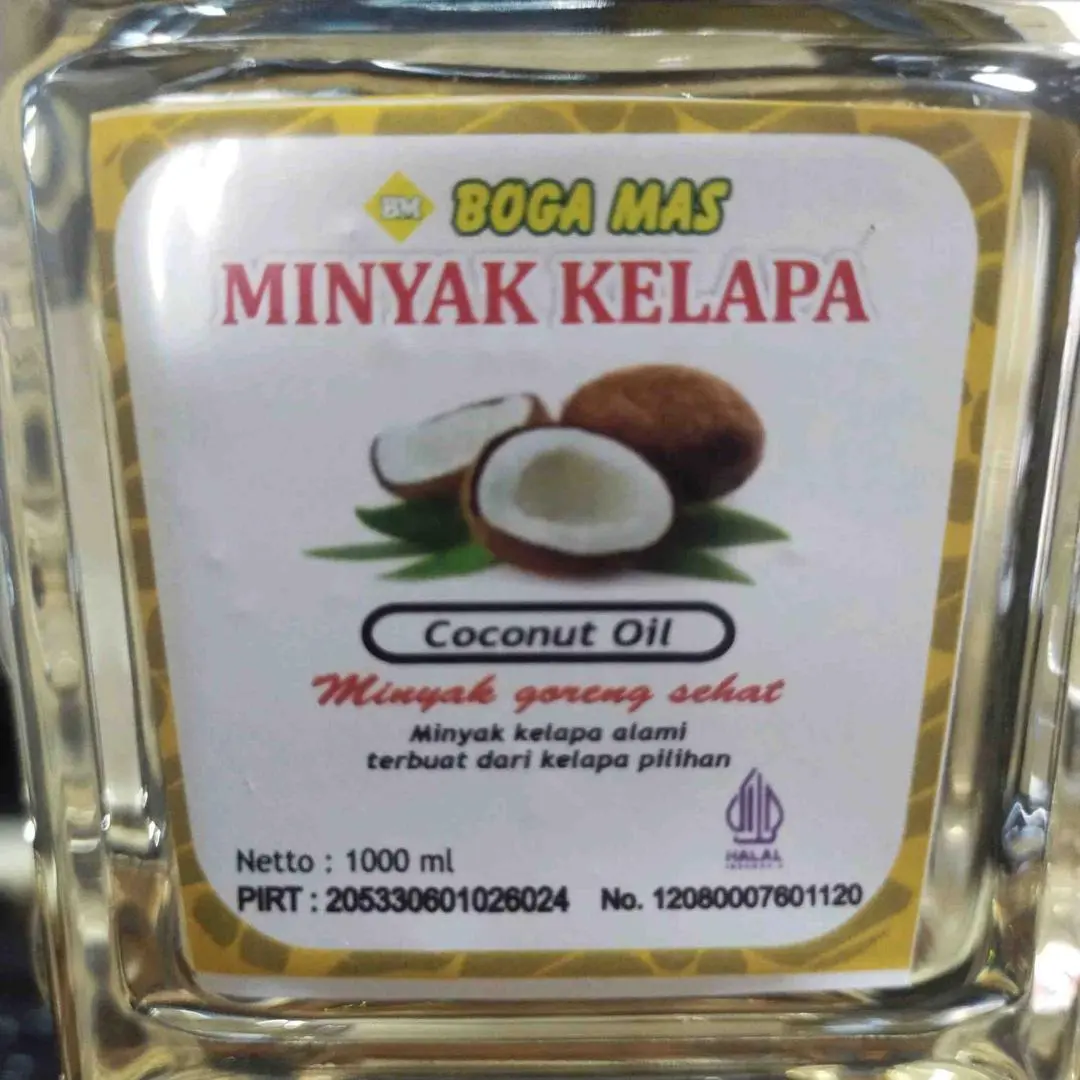 BM BOGA MAS
MINYAK KELAPA
Coconut Oil
Minyak goreng sehat
Minyak kelapa alami
terbuat dari kelapa pilihan
HALAL
INDONESIA
Netto : 1000 ml
PIRT : 205330601026024 No. 12080007601120